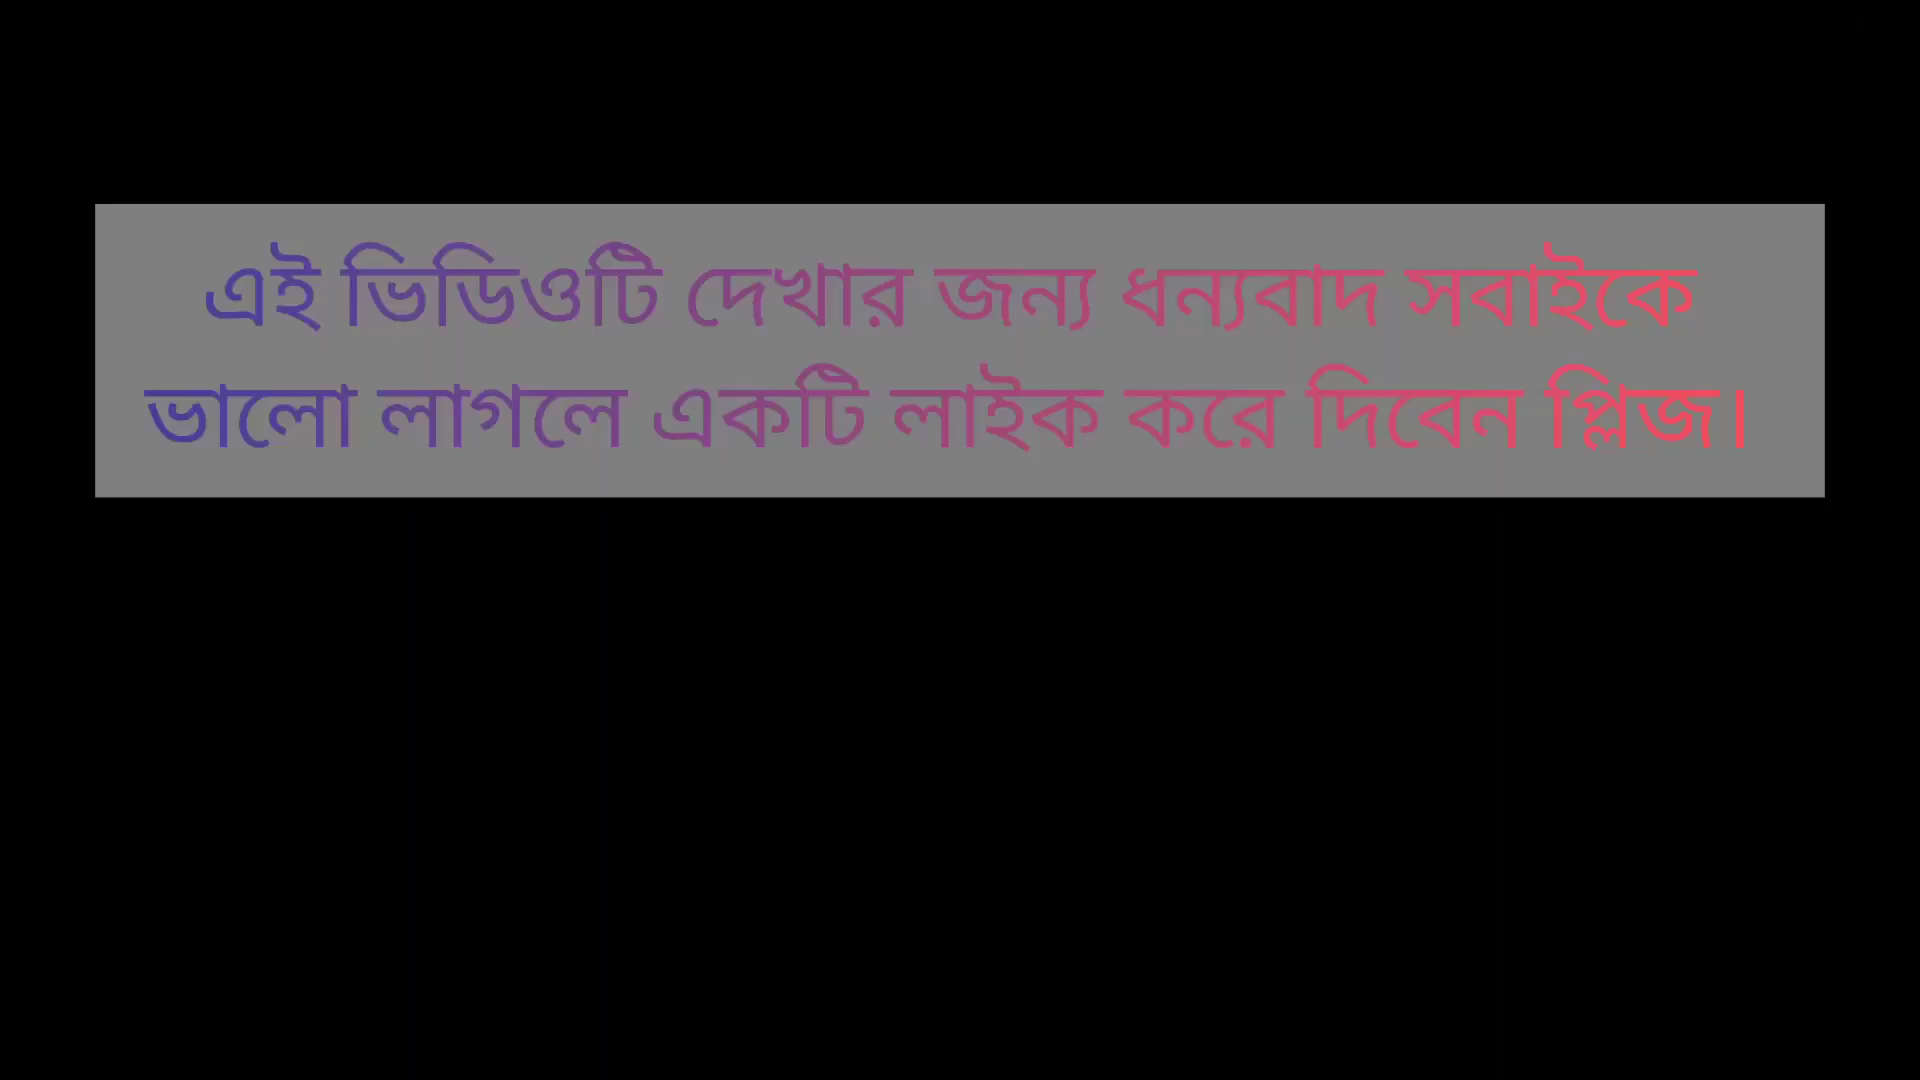 এই ভিডিওটি দেখার জন্য ধন্যবাদ সবাইকে
ভালো লাগলে একটি লাইক করে দিবেন প্লিজ।